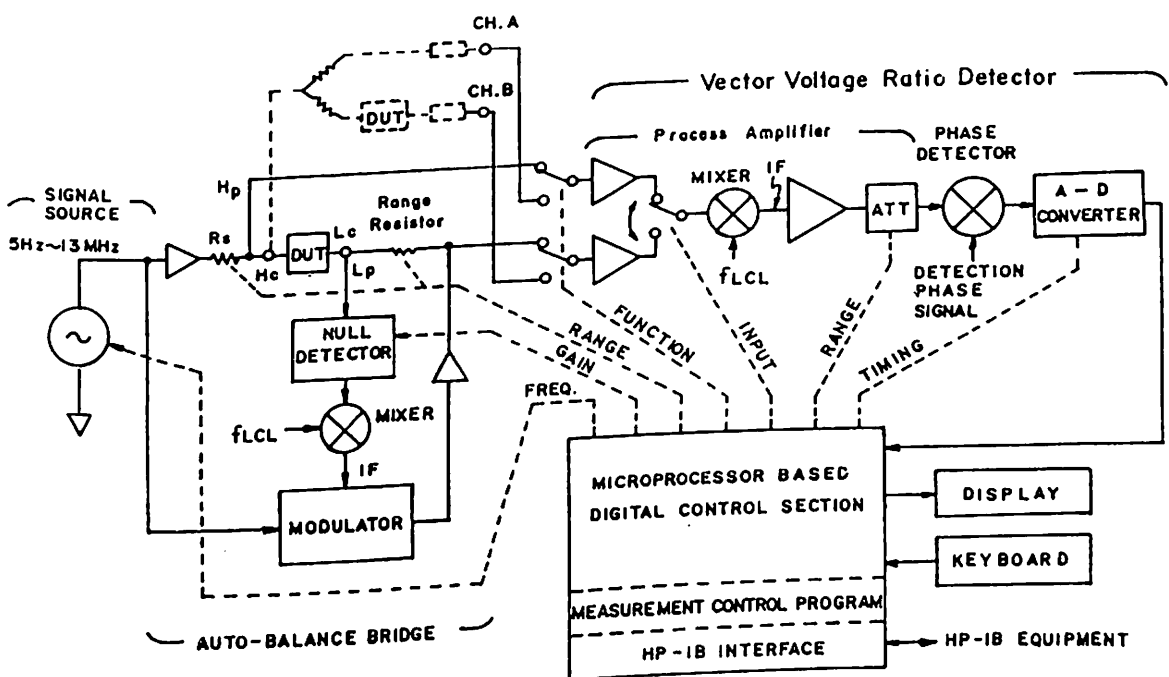 CH. A
CH. B
DUT
Vector Voltage Ratio Detector
Process Amplifier
PHASE
DETECTOR
MIXER
IF
ATT
A-D
CONVERTER
fLCL
DETECTION
PHASE
SIGNAL
SIGNAL
SOURCE
5Hz~13MHz
Hp
Range
Resistor
Rs
Hc
DUT
Lc
Lp
NULL
DETECTOR
fLCL
MIXER
IF
MODULATOR
AUTO-BALANCE BRIDGE
FREQ.
GAIN
RANGE
FUNCTION
INPUT
RANGE
TIMING
MICROPROCESSOR BASED
DIGITAL CONTROL SECTION
MEASUREMENT CONTROL PROGRAM
HP-IB INTERFACE
DISPLAY
KEYBOARD
HP-IB EQUIPMENT